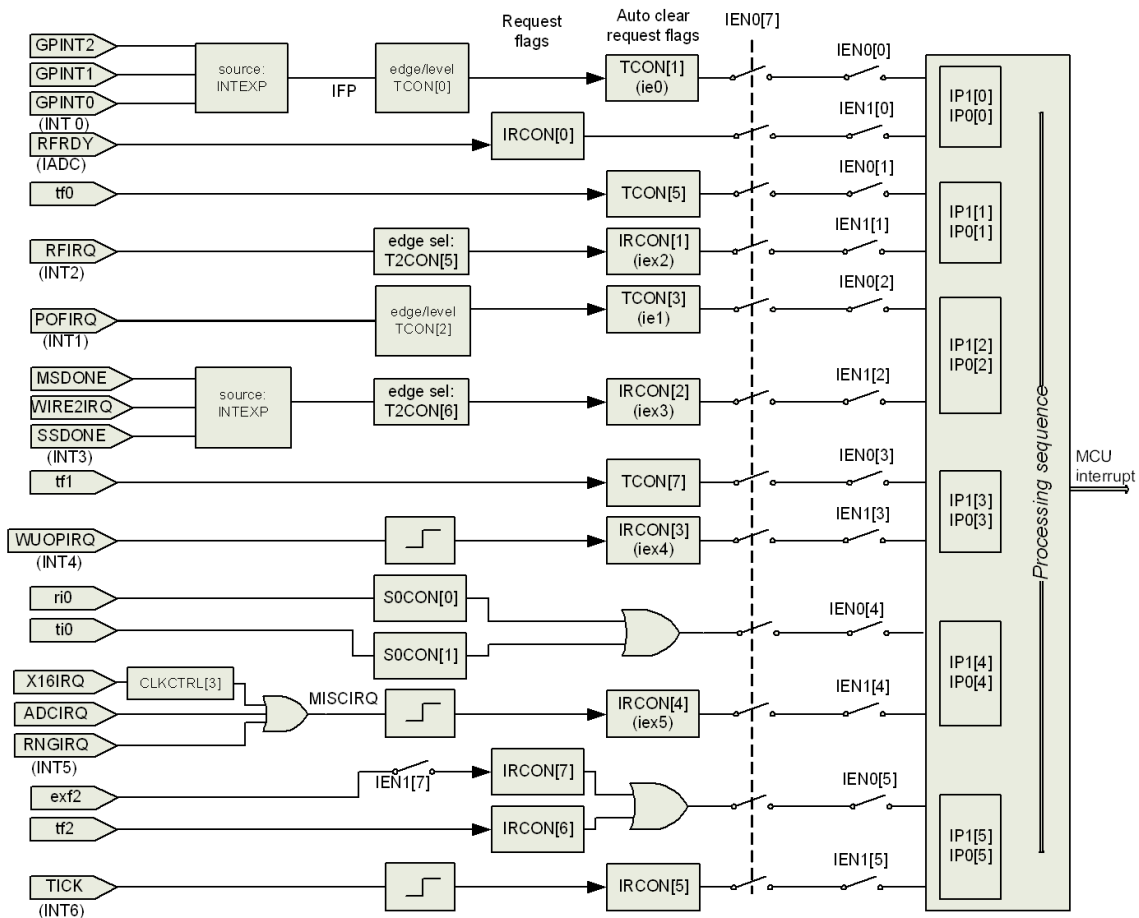 Request
flags
Auto clear
request flags
IEN0[7]
GPINT2
GPINT1
GPINT0
(INT 0)
source:
INTEXP
IFP
edge/level
TCON[0]
TCON[1]
(ie0)
IEN0[0]
IP1[0]
IP0[0]
RFRDY
(IADC)
IRCON[0]
IEN1[0]
tf0
TCON[5]
IEN0[1]
IP1[1]
IP0[1]
RFIRQ
(INT2)
edge sel:
T2CON[5]
IRCON[1]
(iex2)
IEN1[1]
POFIRQ
(INT1)
edge/level
TCON[2]
TCON[3]
(ie1)
IEN0[2]
IP1[2]
IP0[2]
MSDONE
WIRE2IRQ
SSDONE
(INT3)
source:
INTEXP
edge sel:
T2CON[6]
IRCON[2]
(iex3)
IEN1[2]
tf1
TCON[7]
IEN0[3]
IP1[3]
IP0[3]
WUOPIRQ
(INT4)
IRCON[3]
(iex4)
IEN1[3]
ri0
ti0
S0CON[0]
S0CON[1]
IEN0[4]
IP1[4]
IP0[4]
X16IRQ
CLKCTRL[3]
ADCIRQ
RNGIRQ
(INT5)
MISCIRQ
IRCON[4]
(iex5)
IEN1[4]
exf2
IEN1[7]
IRCON[7]
tf2
IRCON[6]
IEN0[5]
IP1[5]
IP0[5]
TICK
(INT6)
IRCON[5]
IEN1[5]
Processing sequence
MCU
interrupt